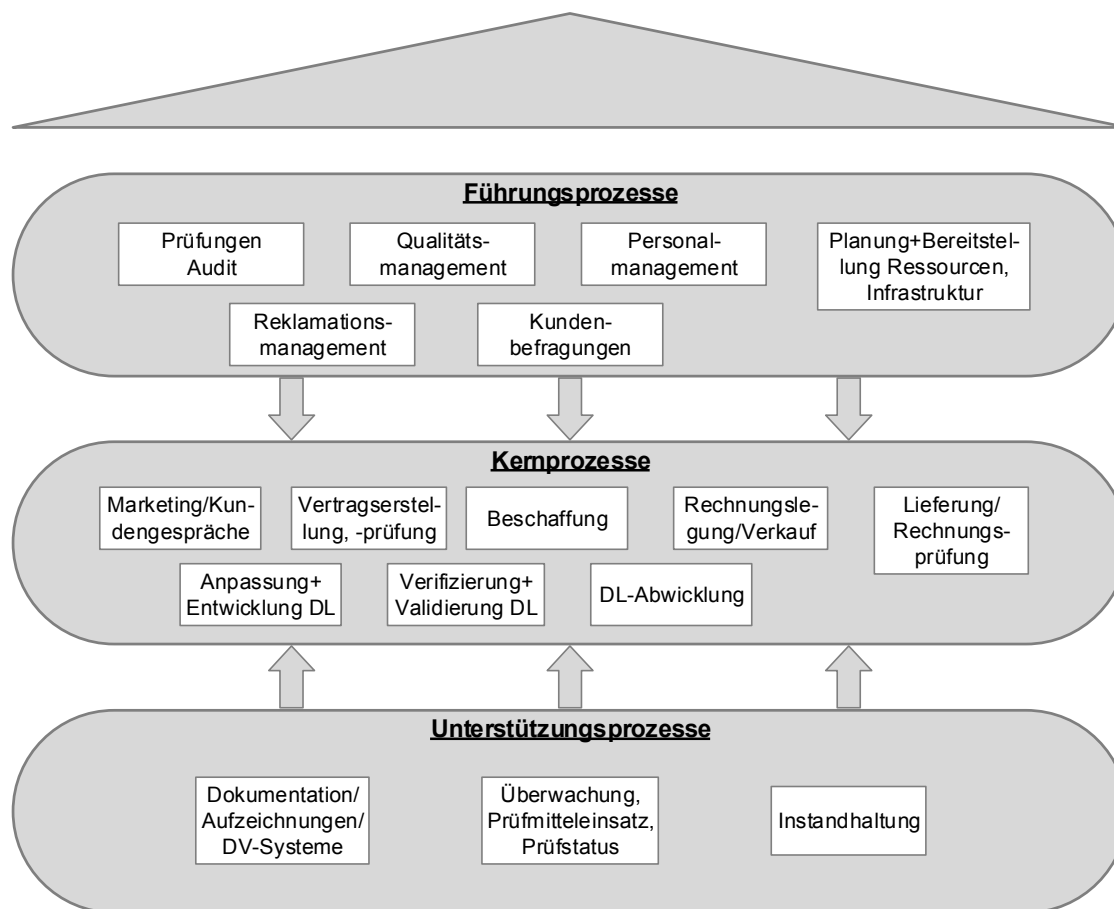 Führungsprozesse
Prüfungen
Audit
Qualitäts-
management
Personal-
management
Planung+Bereitstel-
lung Ressourcen,
Infrastruktur
Reklamations-
management
Kunden-
befragungen
Kernprozesse
Marketing/Kun-
dengespräche
Vertragserstel-
lung, -prüfung
Beschaffung
Rechnungsle-
gung/Verkauf
Lieferung/
Rechnungs-
prüfung
Anpassung+
Entwicklung DL
Verifizierung+
Validierung DL
DL-Abwicklung
Unterstützungsprozesse
Dokumentation/
Aufzeichnungen/
DV-Systeme
Überwachung,
Prüfmitteleinsatz,
Prüfstatus
Instandhaltung